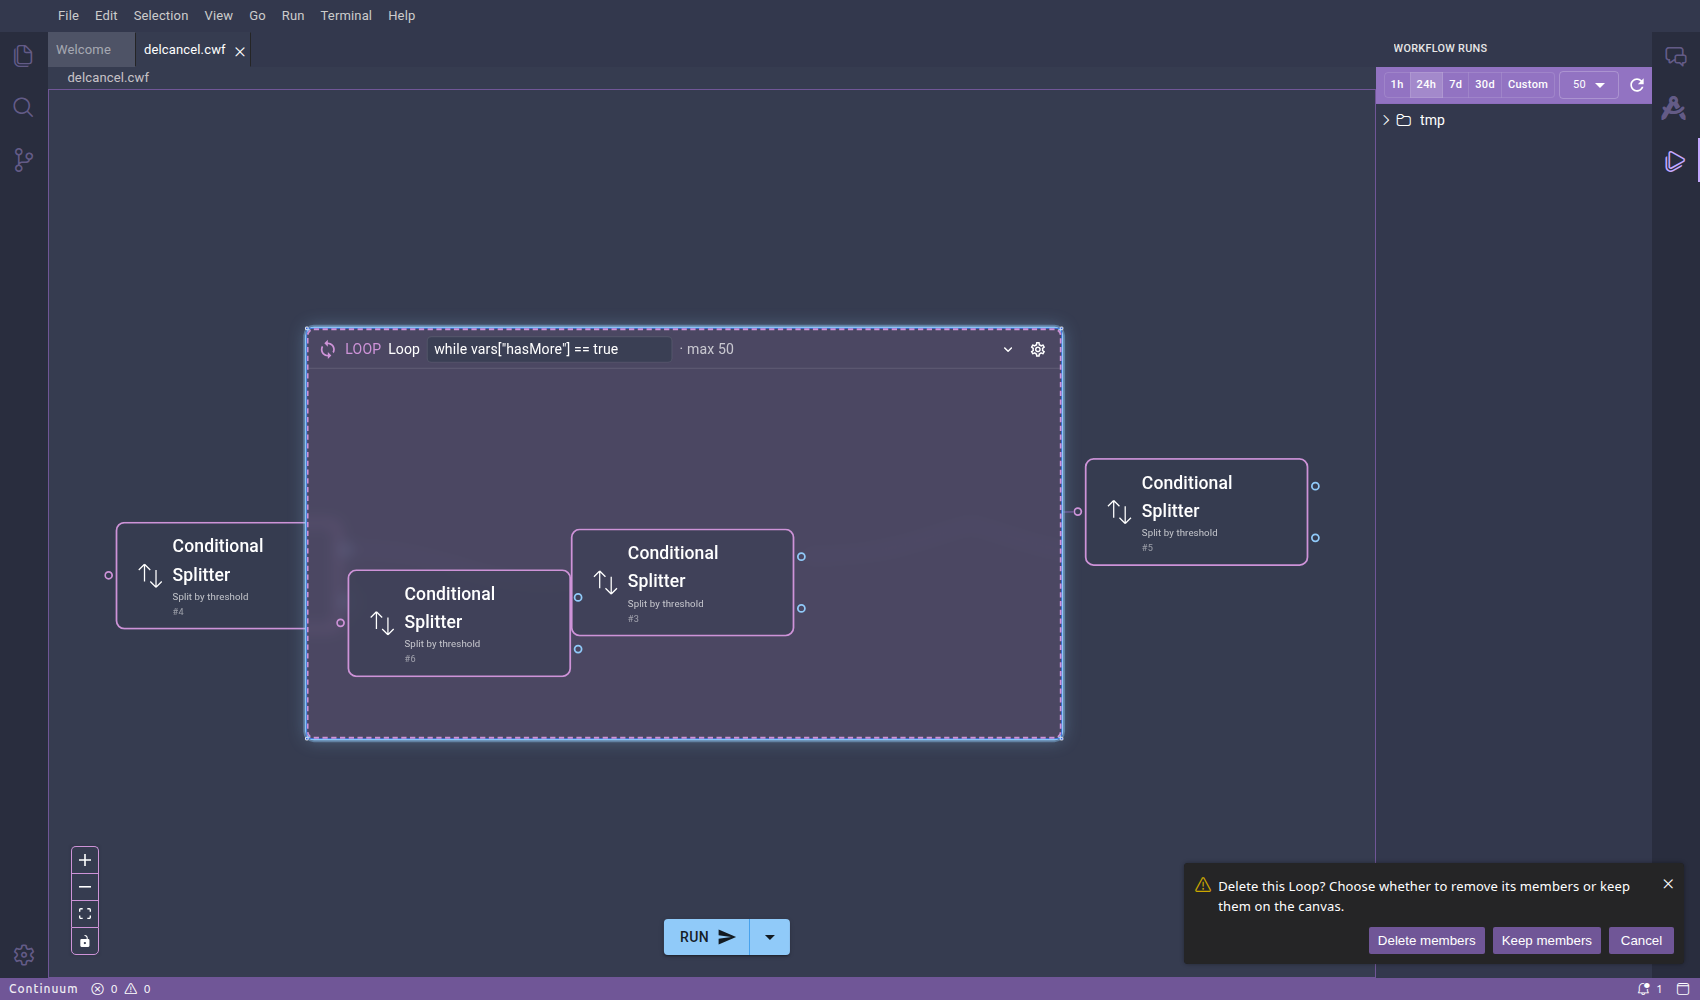 File Edit Selection View Go Run Terminal Help
Welcome delcancel.cwf
delcancel.cwf
WORKFLOW RUNS
1h 24h 7d 30d Custom 50
tmp
LOOP Loop while vars["hasMore"] == true · max 50
Conditional
Splitter
Split by threshold
#4
Conditional
Splitter
Split by threshold
#6
Conditional
Splitter
Split by threshold
#3
Conditional
Splitter
Split by threshold
#5
RUN
Delete this Loop? Choose whether to remove its members or keep
them on the canvas.
Delete members Keep members Cancel
Continuum 0 0 1